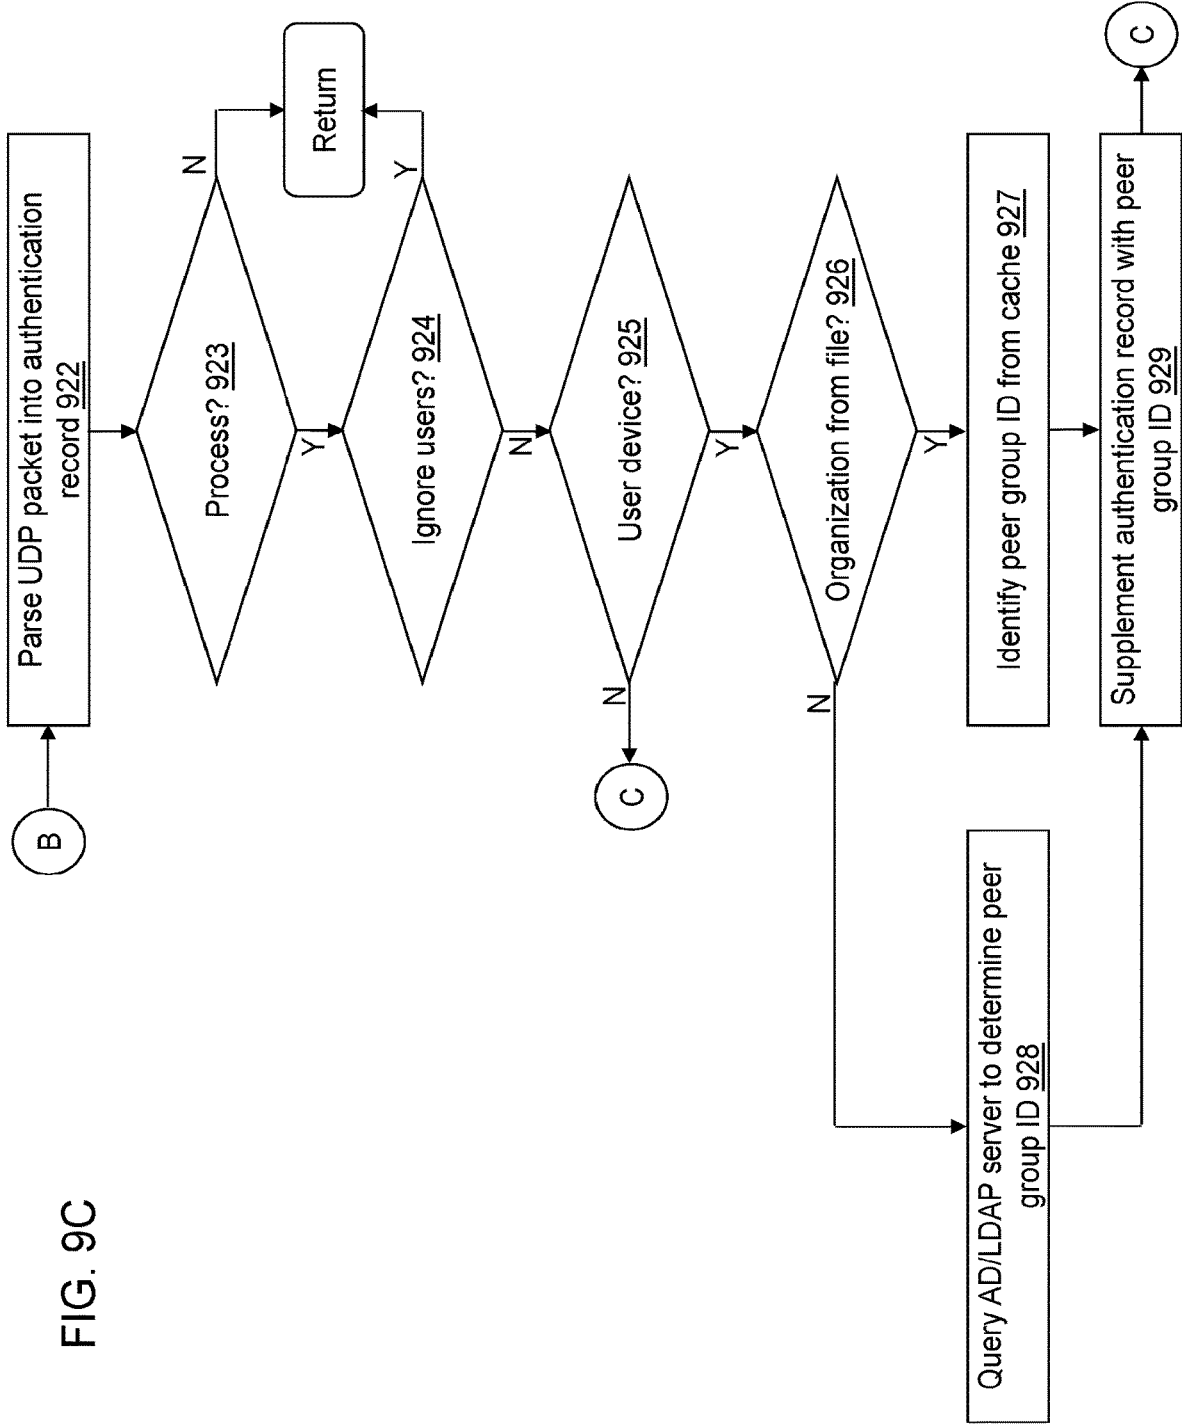 FIG. 9C
B
Parse UDP packet into authentication
record 922
Process? 923
N
Y
Return
Ignore users? 924
Y
N
User device? 925
N
C
Y
Organization from file? 926
N
Y
Query AD/LDAP server to determine peer
group ID 928
Identify peer group ID from cache 927
Supplement authentication record with peer
group ID 929
C